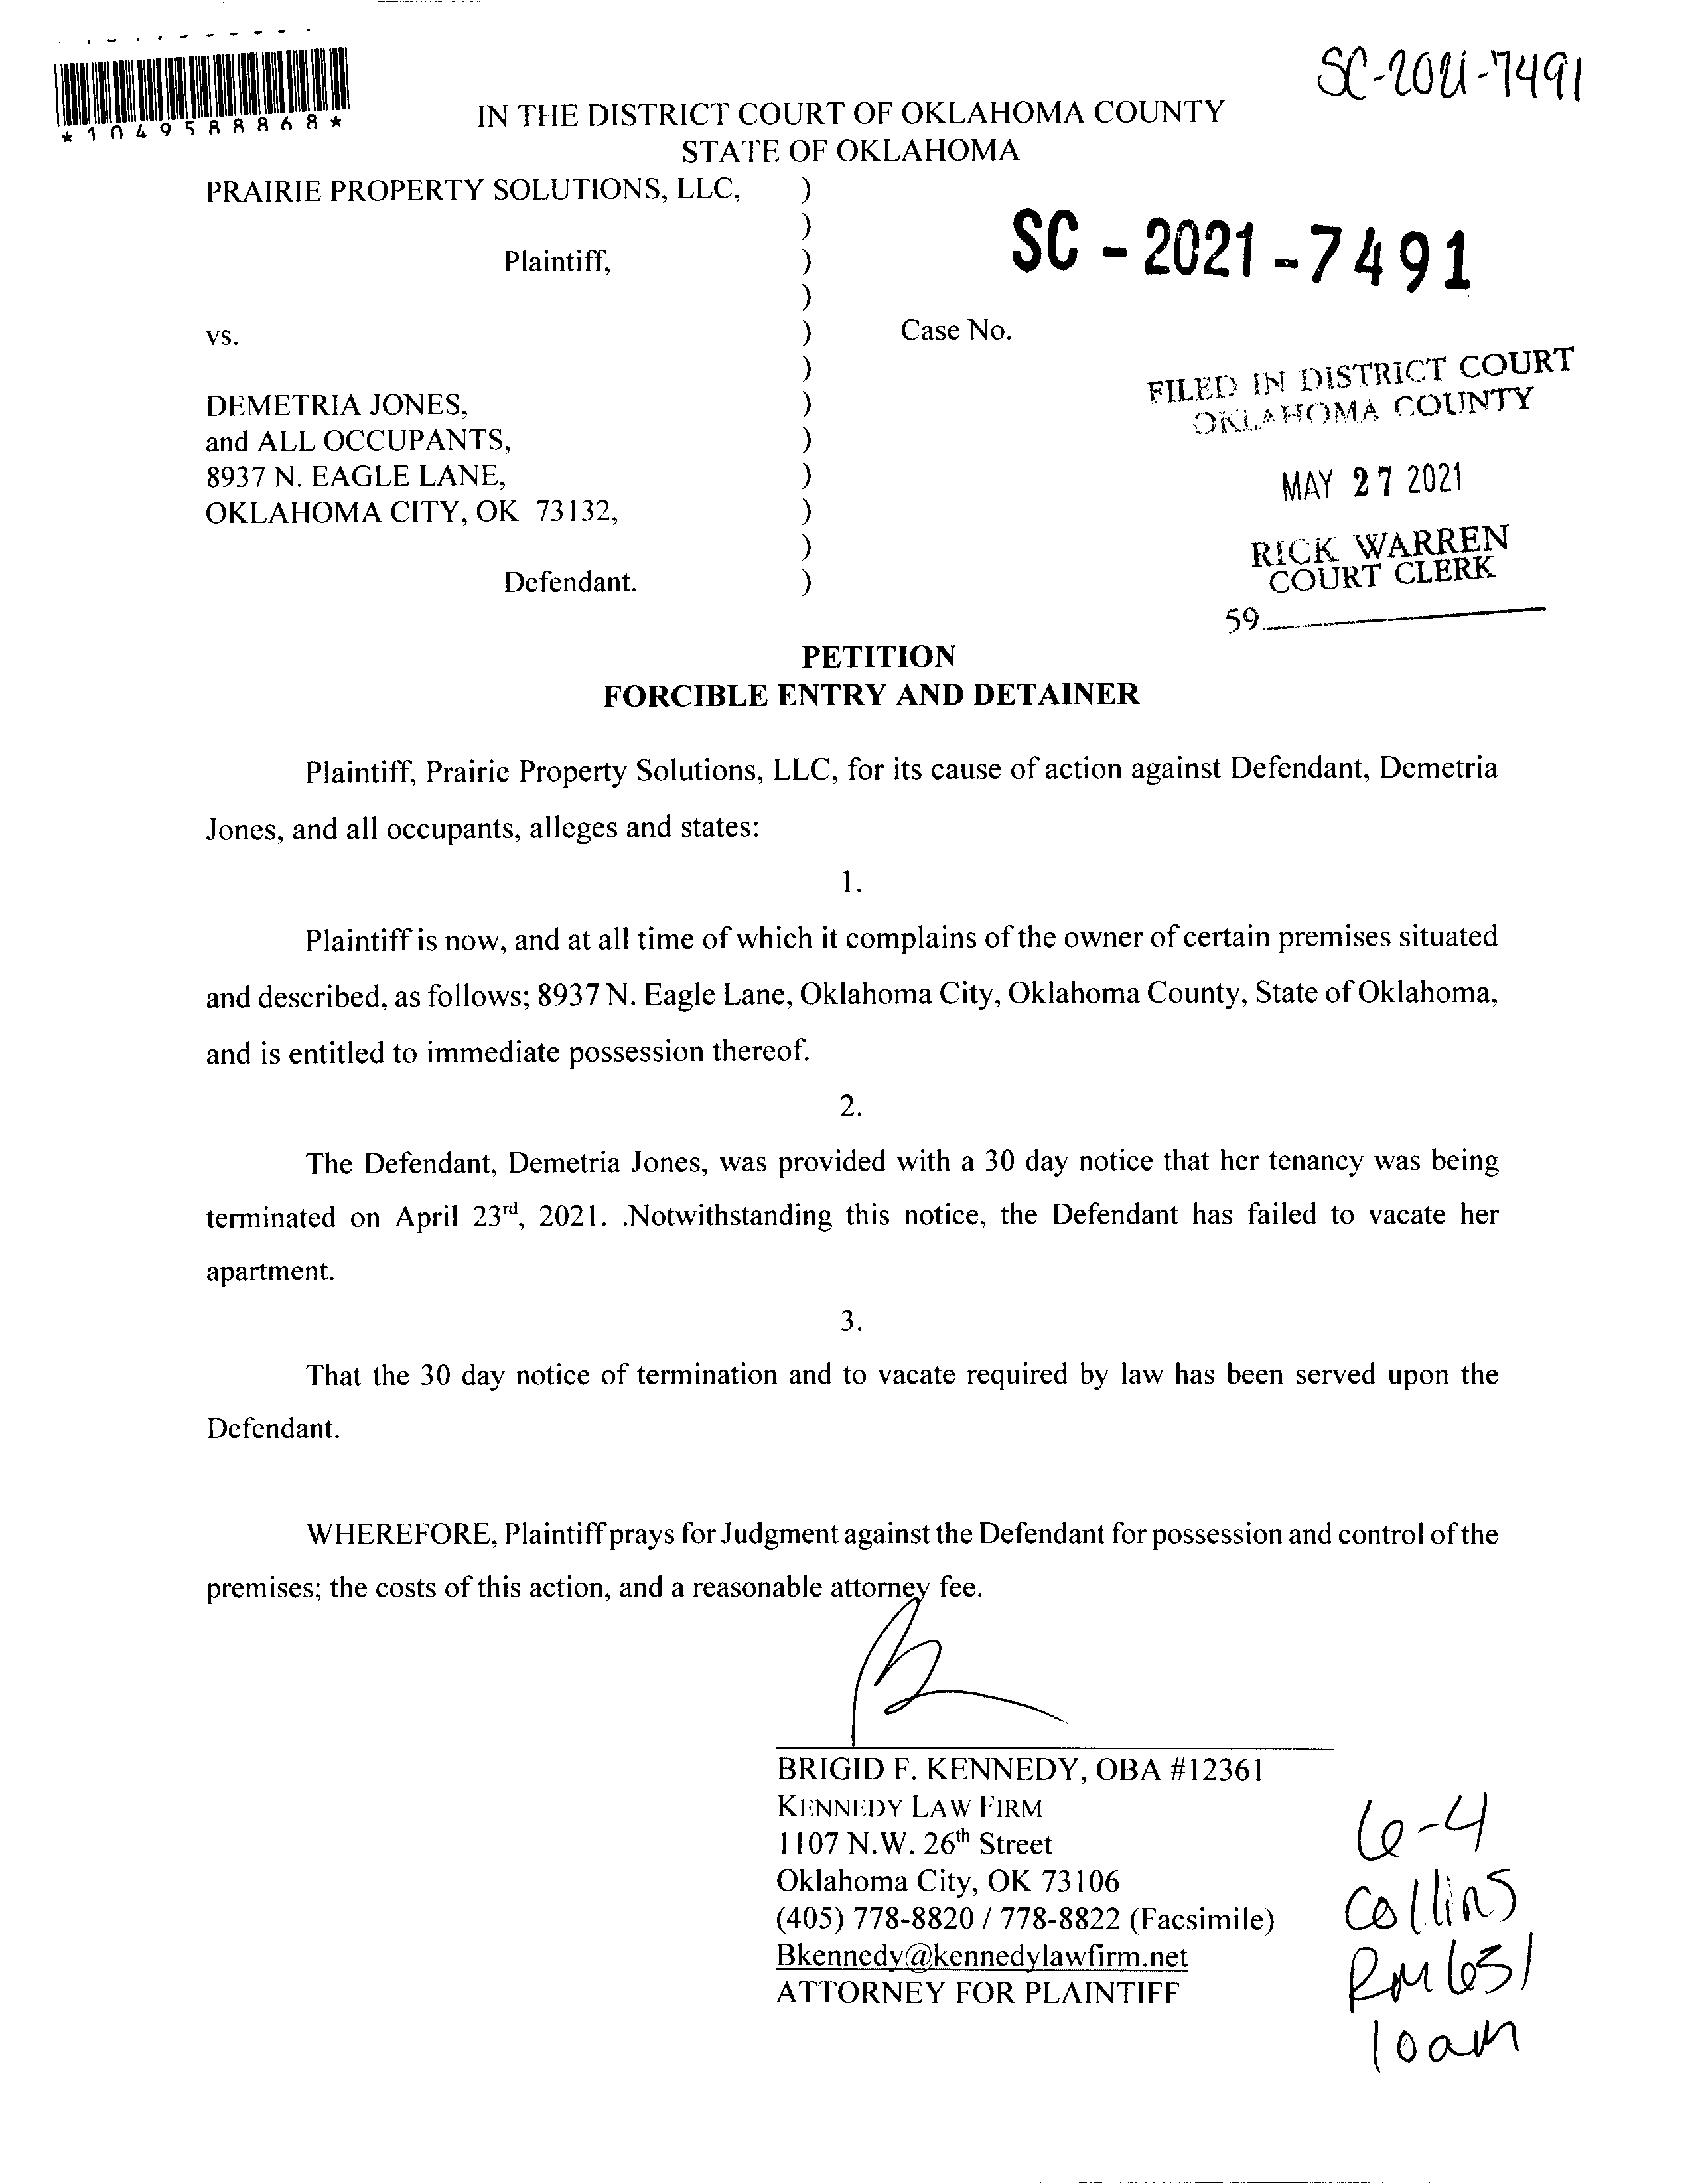 SC-2021-7491
*1049588868*
IN THE DISTRICT COURT OF OKLAHOMA COUNTY
STATE OF OKLAHOMA
PRAIRIE PROPERTY SOLUTIONS, LLC, )
)
Plaintiff, )
)
SC - 2021 - 7491
vs. ) Case No.
)
DEMETRIA JONES, )
and ALL OCCUPANTS, )
8937 N. EAGLE LANE, )
OKLAHOMA CITY, OK 73132, )
)
Defendant. )
FILED IN DISTRICT COURT
OKLAHOMA COUNTY
MAY 27 2021
RICK WARREN
COURT CLERK
59
PETITION
FORCIBLE ENTRY AND DETAINER
Plaintiff, Prairie Property Solutions, LLC, for its cause of action against Defendant, Demetria
Jones, and all occupants, alleges and states:
1.
Plaintiff is now, and at all time of which it complains of the owner of certain premises situated
and described, as follows; 8937 N. Eagle Lane, Oklahoma City, Oklahoma County, State of Oklahoma,
and is entitled to immediate possession thereof.
2.
The Defendant, Demetria Jones, was provided with a 30 day notice that her tenancy was being
terminated on April 23rd, 2021. .Notwithstanding this notice, the Defendant has failed to vacate her
apartment.
3.
That the 30 day notice of termination and to vacate required by law has been served upon the
Defendant.
WHEREFORE, Plaintiff prays for Judgment against the Defendant for possession and control of the
premises; the costs of this action, and a reasonable attorney fee.
BRIGID F. KENNEDY, OBA #12361
KENNEDY LAW FIRM
1107 N.W. 26th Street
Oklahoma City, OK 73106
(405) 778-8820 / 778-8822 (Facsimile)
Bkennedy@kennedylawfirm.net
ATTORNEY FOR PLAINTIFF
6-4
Collins
Rm 631
10am